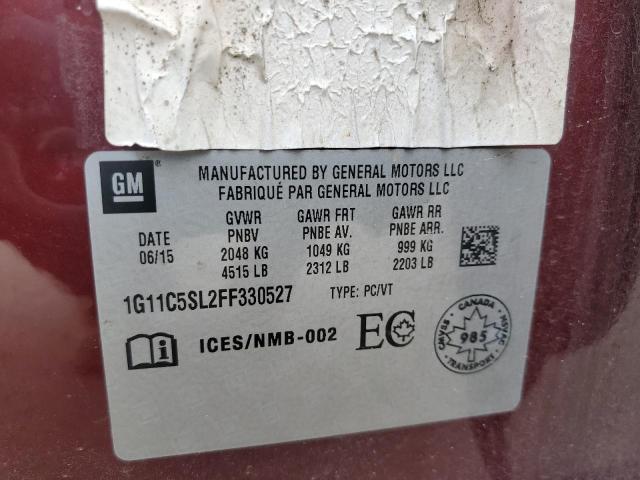 GM
®
MANUFACTURED BY GENERAL MOTORS LLC
FABRIQUÉ PAR GENERAL MOTORS LLC
GVWR GAWR FRT GAWR RR
DATE PNBV PNBE AV. PNBE ARR.
06/15 2048 KG 1049 KG 999 KG
4515 LB 2312 LB 2203 LB
1G11C5SL2FF330527 TYPE: PC/VT
i ICES/NMB-002 EC
CANADA
CMVSS NSVAC
985
TRANSPORT